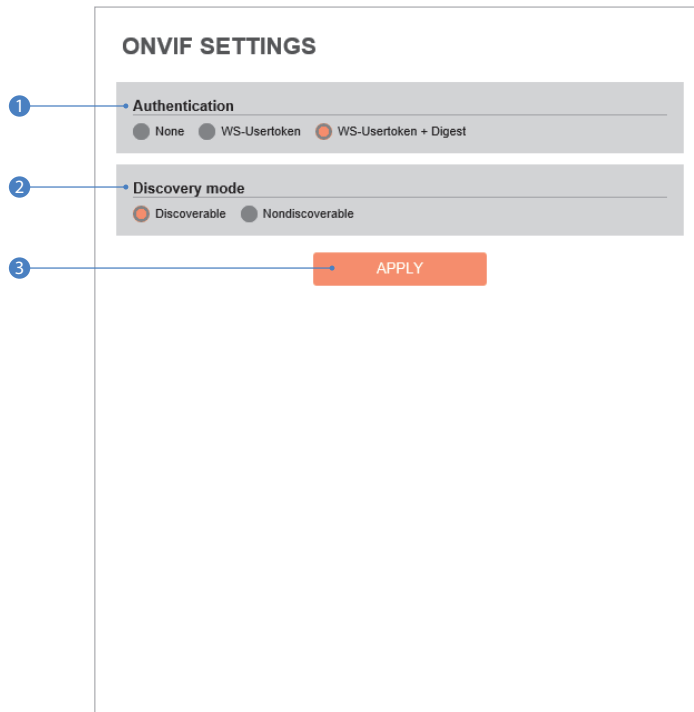 ONVIF SETTINGS
1 Authentication
None WS-Usertoken WS-Usertoken + Digest
2 Discovery mode
Discoverable Nondiscoverable
3 APPLY